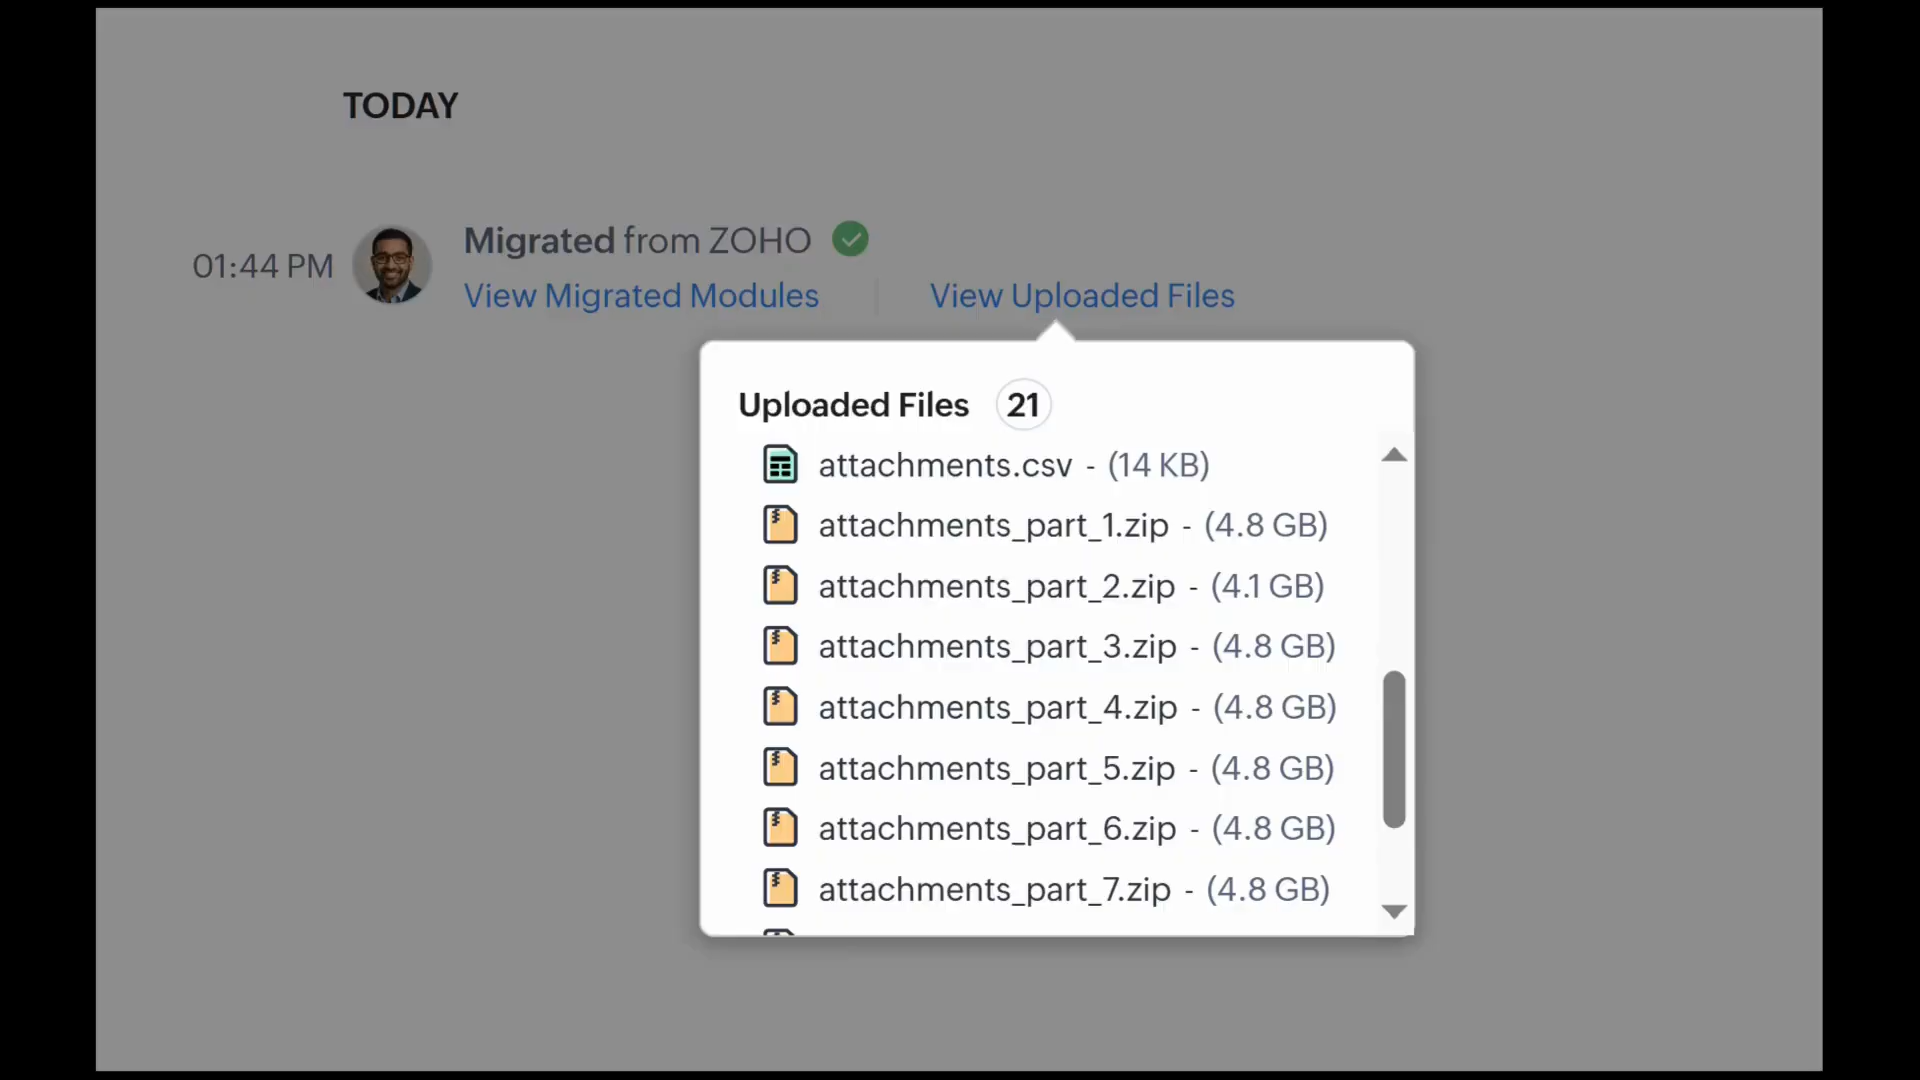 TODAY
01:44 PM
Migrated from ZOHO
View Migrated Modules
View Uploaded Files
Uploaded Files 21
attachments.csv - (14 KB)
attachments_part_1.zip - (4.8 GB)
attachments_part_2.zip - (4.1 GB)
attachments_part_3.zip - (4.8 GB)
attachments_part_4.zip - (4.8 GB)
attachments_part_5.zip - (4.8 GB)
attachments_part_6.zip - (4.8 GB)
attachments_part_7.zip - (4.8 GB)